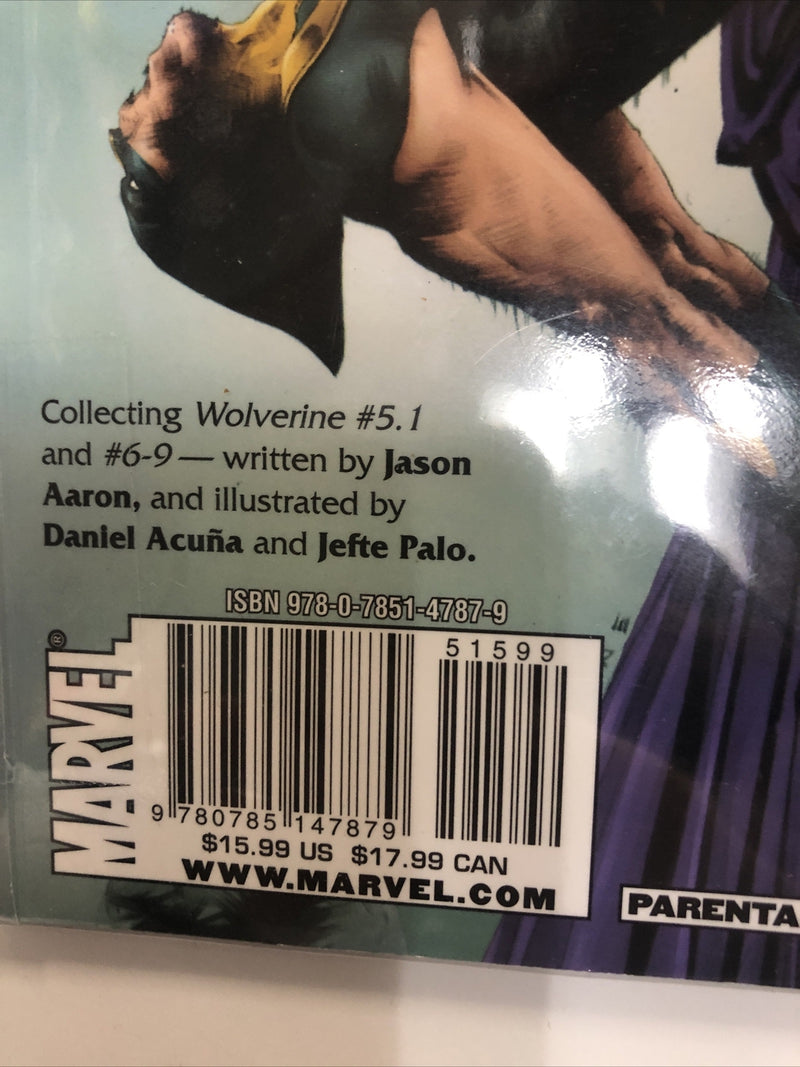 Collecting Wolverine #5.1
and #6-9 — written by Jason
Aaron, and illustrated by
Daniel Acuña and Jefte Palo.
ISBN 978-0-7851-4787-9
MARVEL®
51599
9 780785 147879
$15.99 US $17.99 CAN
WWW.MARVEL.COM
PARENTA